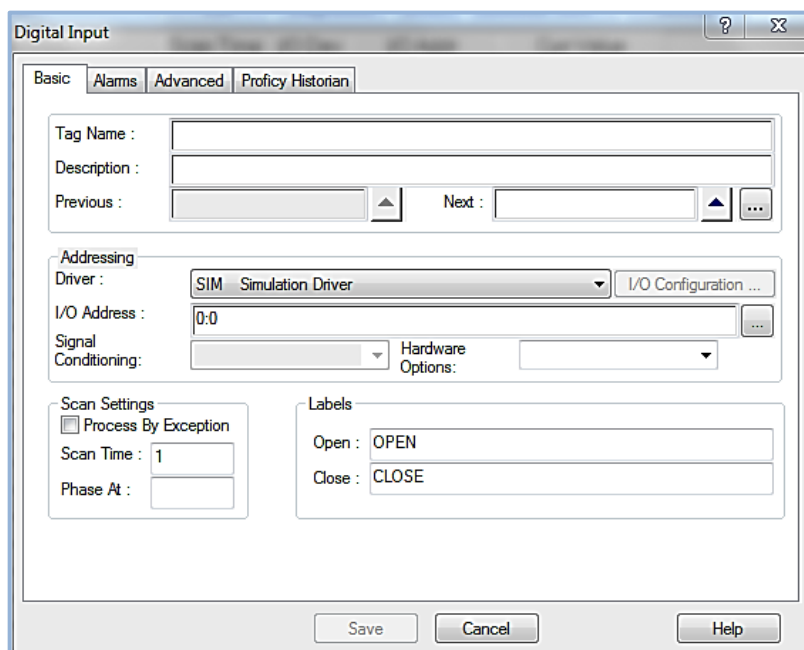 Digital Input
?
Basic Alarms Advanced Proficy Historian
Tag Name :
Description :
Previous : Next : ...
Addressing
Driver : SIM Simulation Driver I/O Configuration ...
I/O Address : 0:0 ...
Signal
Conditioning: Hardware
Options:
Scan Settings Labels
Process By Exception
Open : OPEN
Scan Time : 1
Close : CLOSE
Phase At :
Save Cancel Help